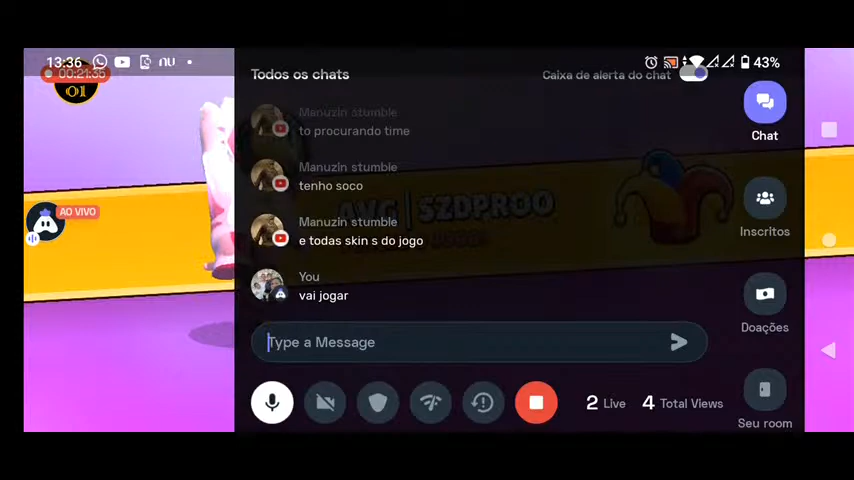 13:36
43%
00:21:35
01
Todos os chats
Caixa de alerta do chat
Manuzin stumble
to procurando time
Manuzin stumble
tenho soco
Manuzin stumble
e todas skin s do jogo
You
vai jogar
Type a Message
2 Live
4 Total Views
Chat
Inscritos
Doações
Seu room
AO VIVO
AVG|SZDPROO